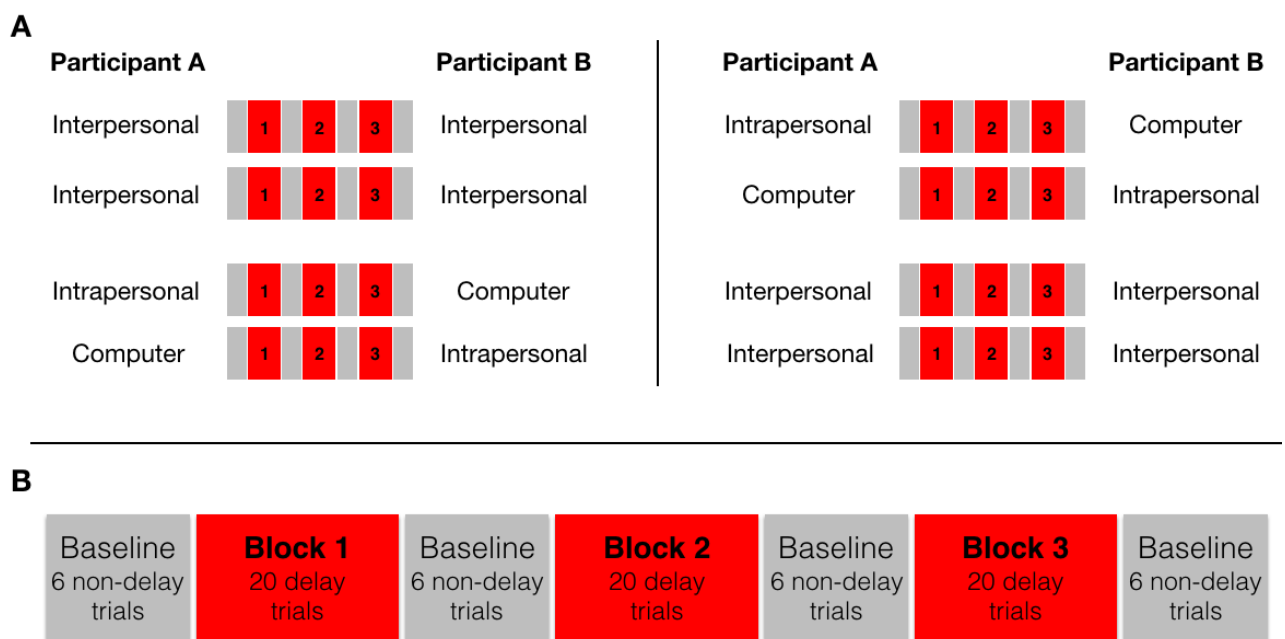 A
Participant A Participant B Participant A Participant B
Interpersonal 1 2 3 Interpersonal Intrapersonal 1 2 3 Computer
Interpersonal 1 2 3 Interpersonal Computer 1 2 3 Intrapersonal
Intrapersonal 1 2 3 Computer Interpersonal 1 2 3 Interpersonal
Computer 1 2 3 Intrapersonal Interpersonal 1 2 3 Interpersonal
B
Baseline Block 1 Baseline Block 2 Baseline Block 3 Baseline
6 non-delay 20 delay 6 non-delay 20 delay 6 non-delay 20 delay 6 non-delay
trials trials trials trials trials trials trials